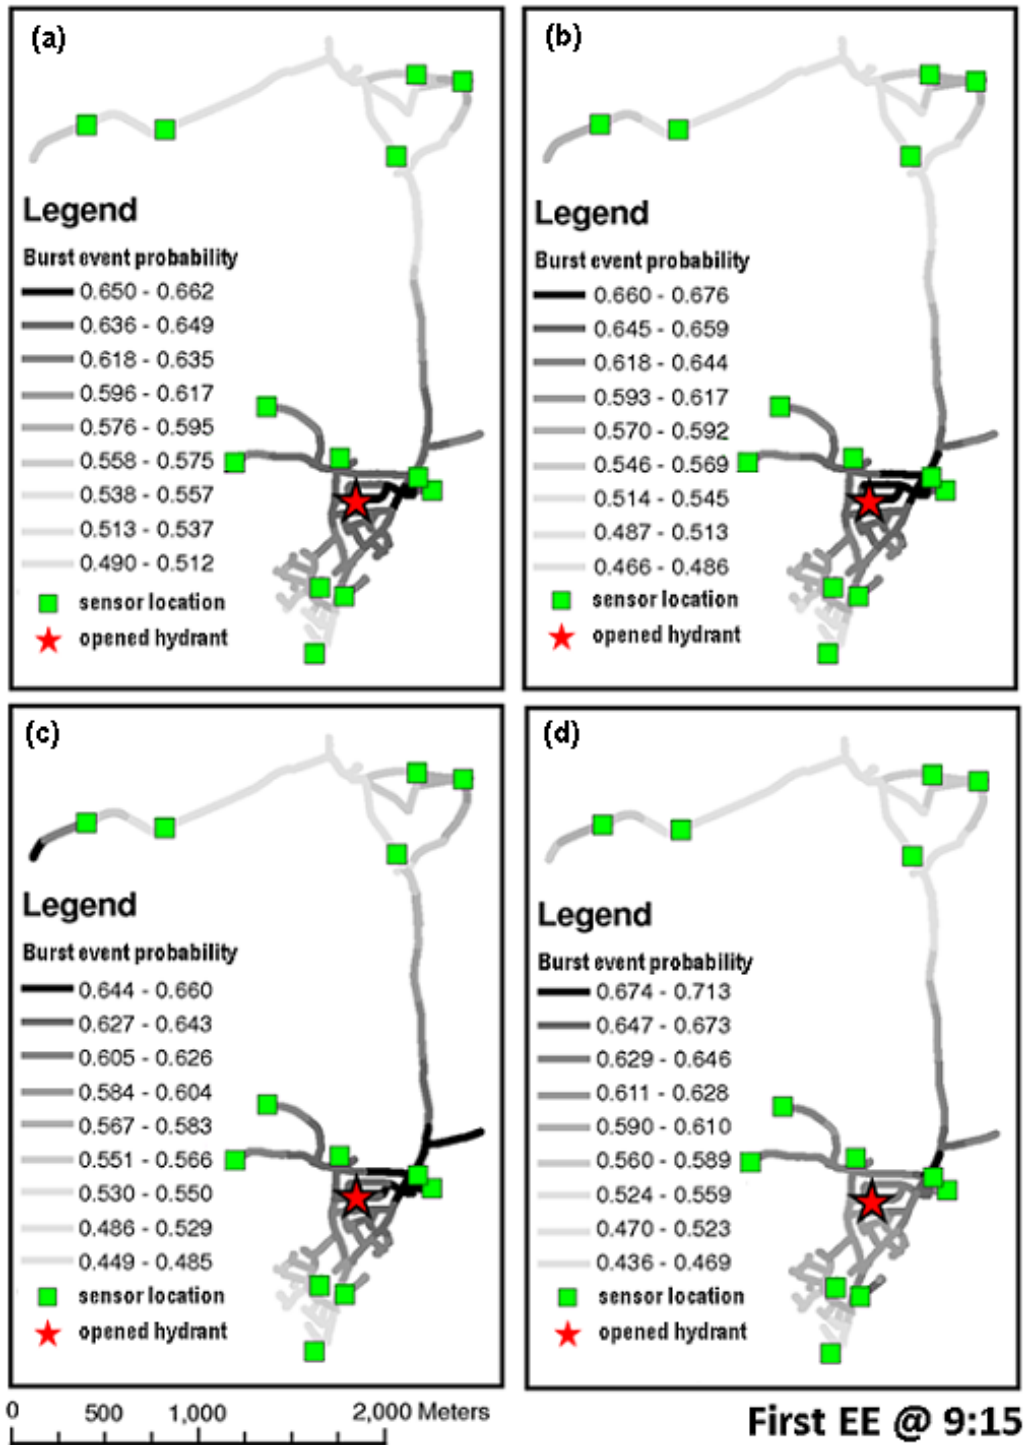 (a)
Legend
Burst event probability
0.650 - 0.662
0.636 - 0.649
0.618 - 0.635
0.596 - 0.617
0.576 - 0.595
0.558 - 0.575
0.538 - 0.557
0.513 - 0.537
0.490 - 0.512
sensor location
opened hydrant
(b)
Legend
Burst event probability
0.660 - 0.676
0.645 - 0.659
0.618 - 0.644
0.593 - 0.617
0.570 - 0.592
0.546 - 0.569
0.514 - 0.545
0.487 - 0.513
0.466 - 0.486
sensor location
opened hydrant
(c)
Legend
Burst event probability
0.644 - 0.660
0.627 - 0.643
0.605 - 0.626
0.584 - 0.604
0.567 - 0.583
0.551 - 0.566
0.530 - 0.550
0.486 - 0.529
0.449 - 0.485
sensor location
opened hydrant
(d)
Legend
Burst event probability
0.674 - 0.713
0.647 - 0.673
0.629 - 0.646
0.611 - 0.628
0.590 - 0.610
0.560 - 0.589
0.524 - 0.559
0.470 - 0.523
0.436 - 0.469
sensor location
opened hydrant
0 500 1,000 2,000 Meters
First EE @ 9:15